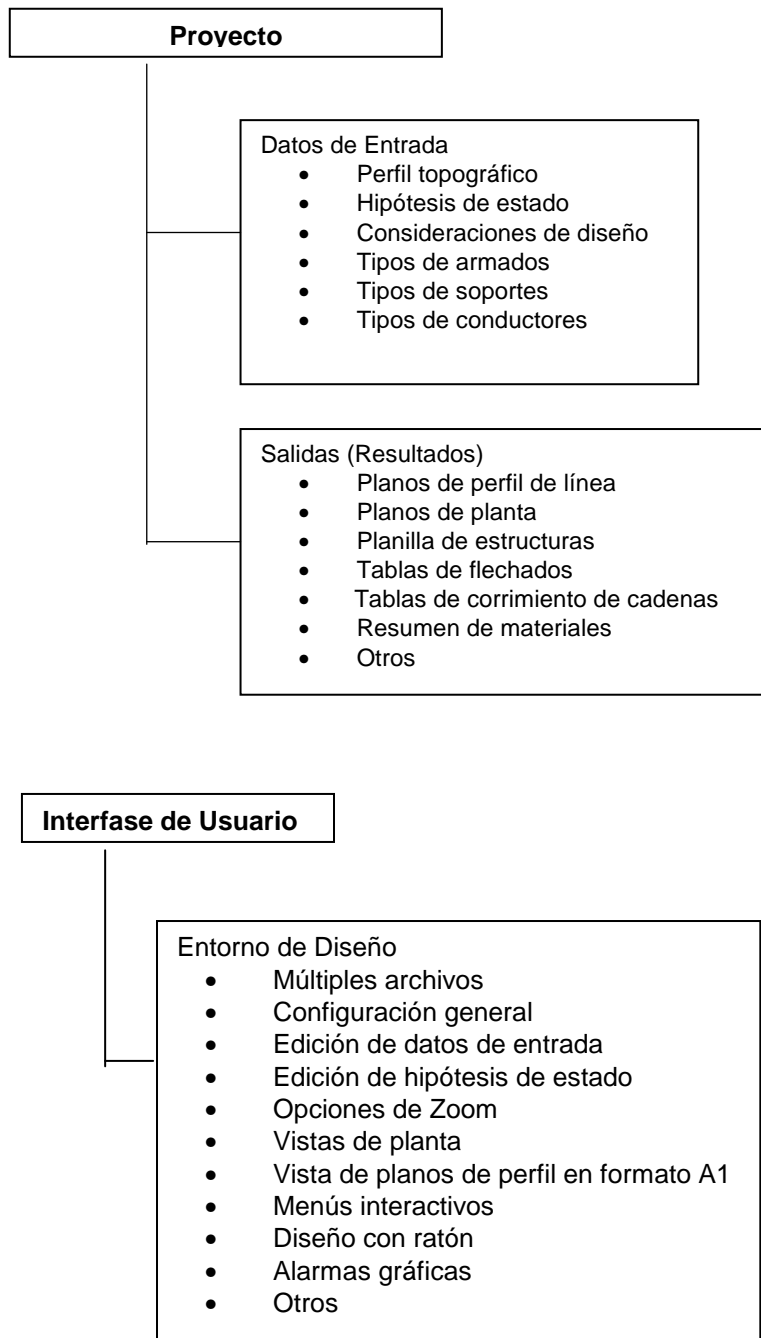 Proyecto
Datos de Entrada
• Perfil topográfico
• Hipótesis de estado
• Consideraciones de diseño
• Tipos de armados
• Tipos de soportes
• Tipos de conductores
Salidas (Resultados)
• Planos de perfil de línea
• Planos de planta
• Planilla de estructuras
• Tablas de flechados
• Tablas de corrimiento de cadenas
• Resumen de materiales
• Otros
Interfase de Usuario
Entorno de Diseño
• Múltiples archivos
• Configuración general
• Edición de datos de entrada
• Edición de hipótesis de estado
• Opciones de Zoom
• Vistas de planta
• Vista de planos de perfil en formato A1
• Menús interactivos
• Diseño con ratón
• Alarmas gráficas
• Otros